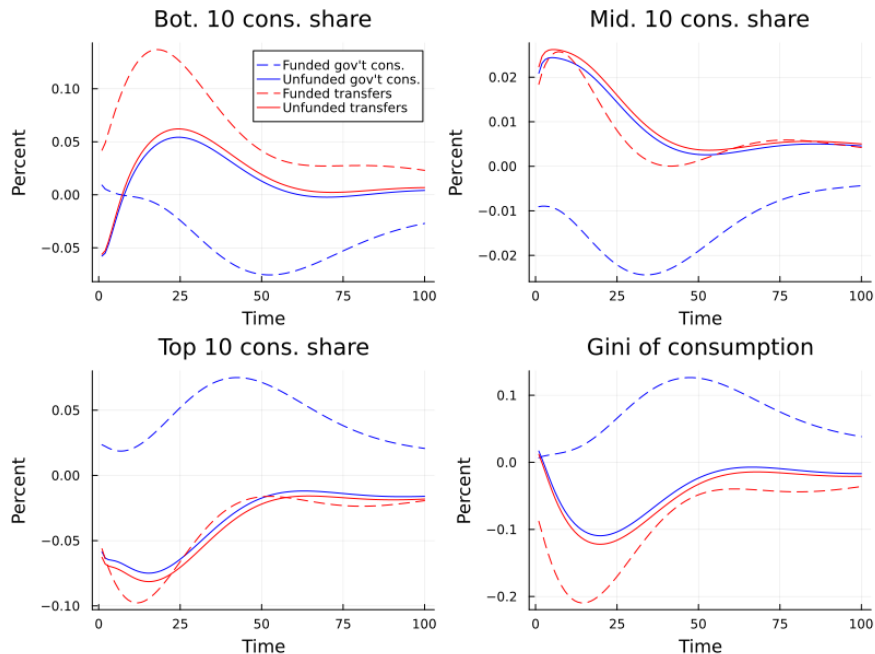 Bot. 10 cons. share
Percent
0.10
0.05
0.00
−0.05
0
25
50
75
100
Time
Funded gov't cons.
Unfunded gov't cons.
Funded transfers
Unfunded transfers
Mid. 10 cons. share
Percent
0.02
0.01
0.00
−0.01
−0.02
0
25
50
75
100
Time
Top 10 cons. share
Percent
0.05
0.00
−0.05
−0.10
0
25
50
75
100
Time
Gini of consumption
Percent
0.1
0.0
−0.1
−0.2
0
25
50
75
100
Time